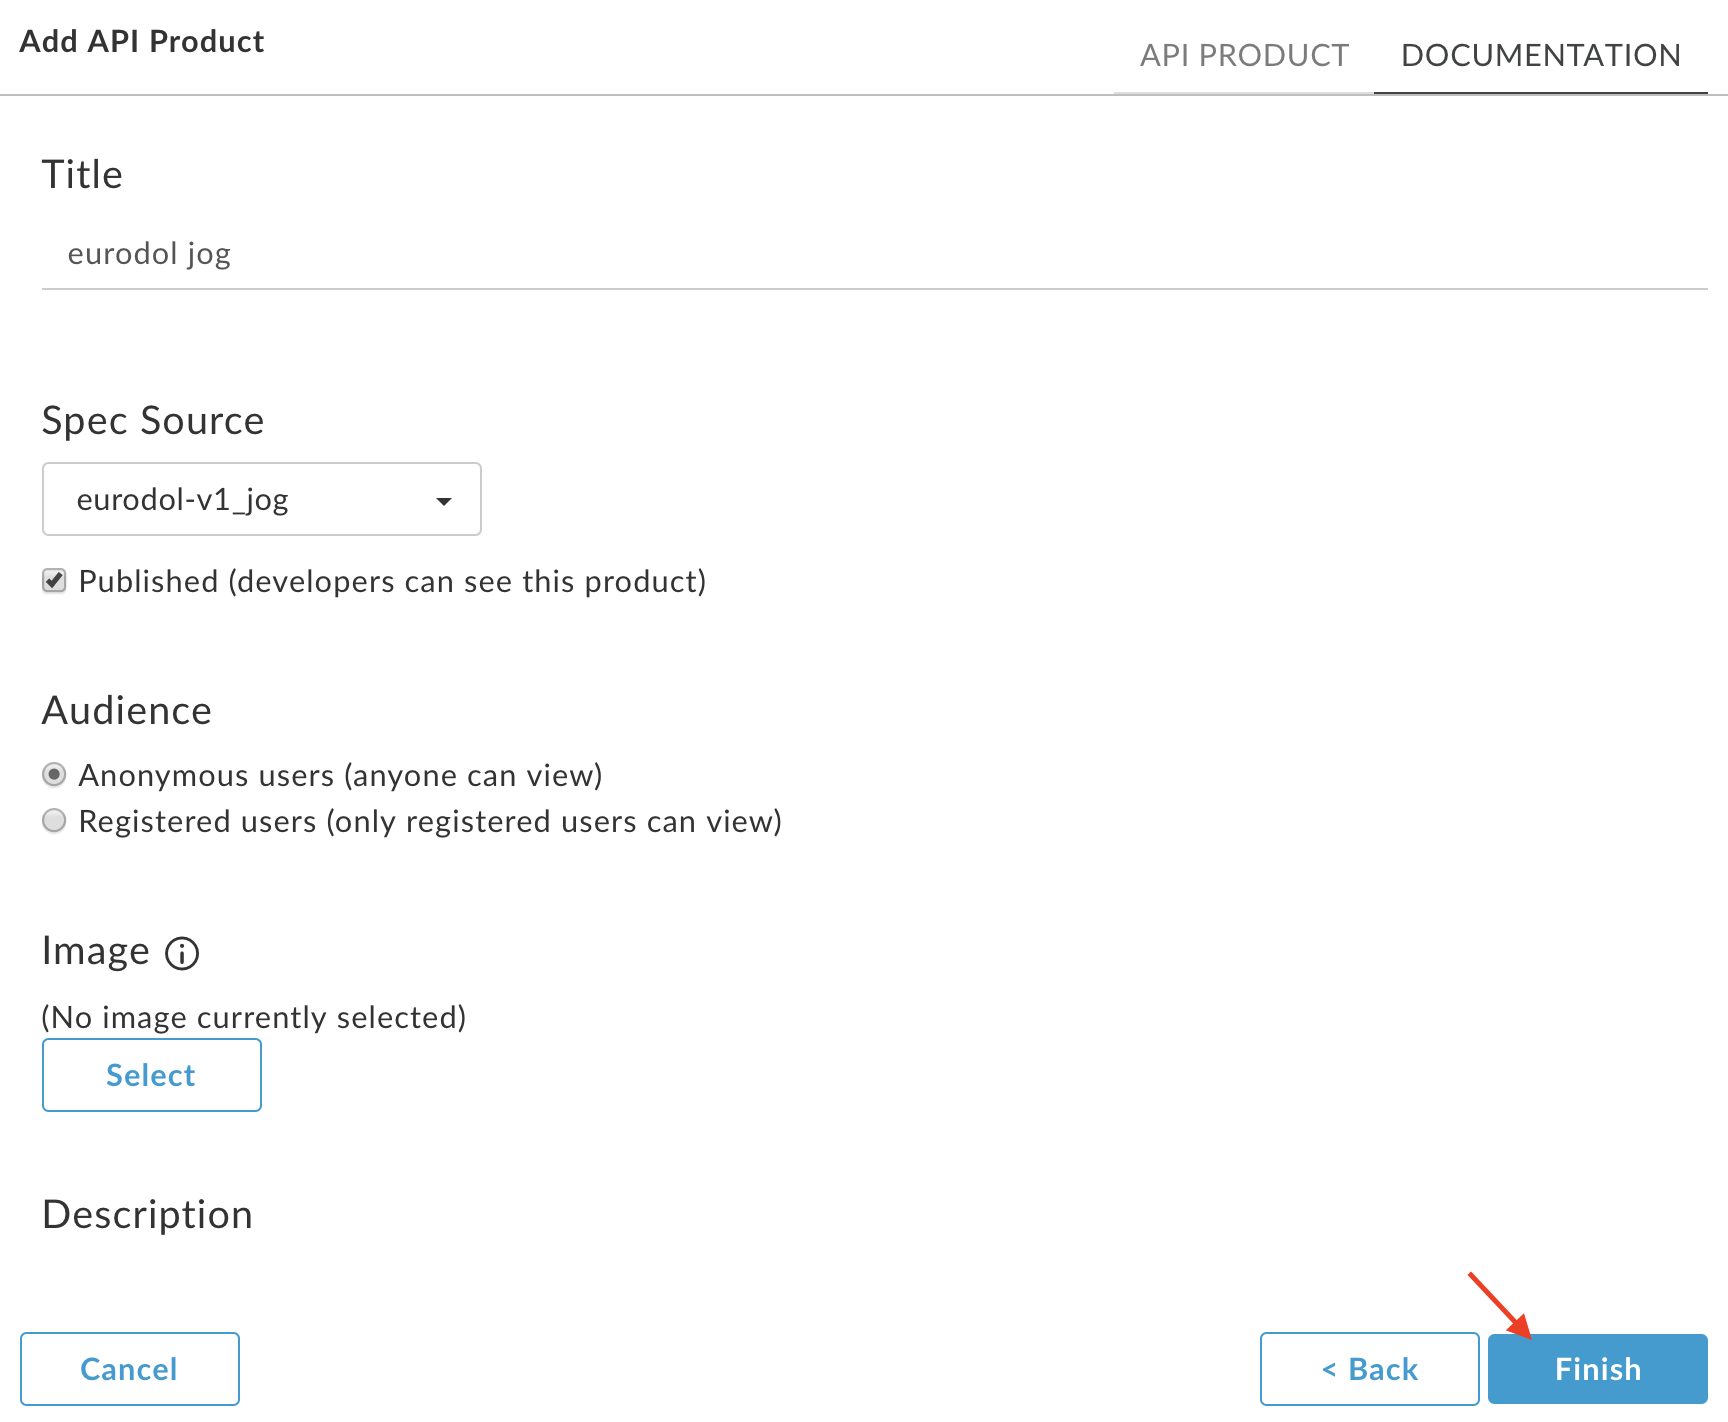 Add API Product
API PRODUCT
DOCUMENTATION
Title
eurodol jog
Spec Source
eurodol-v1_jog
Published (developers can see this product)
Audience
Anonymous users (anyone can view)
Registered users (only registered users can view)
Image
(No image currently selected)
Select
Description
Cancel
< Back
Finish